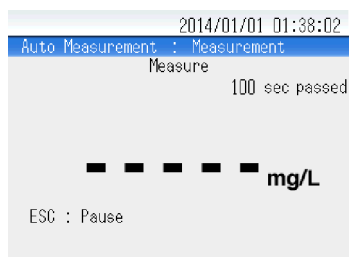 2014/01/01 01:38:02
Auto Measurement : Measurement
Measure
100 sec passed
- - - - - mg/L
ESC : Pause